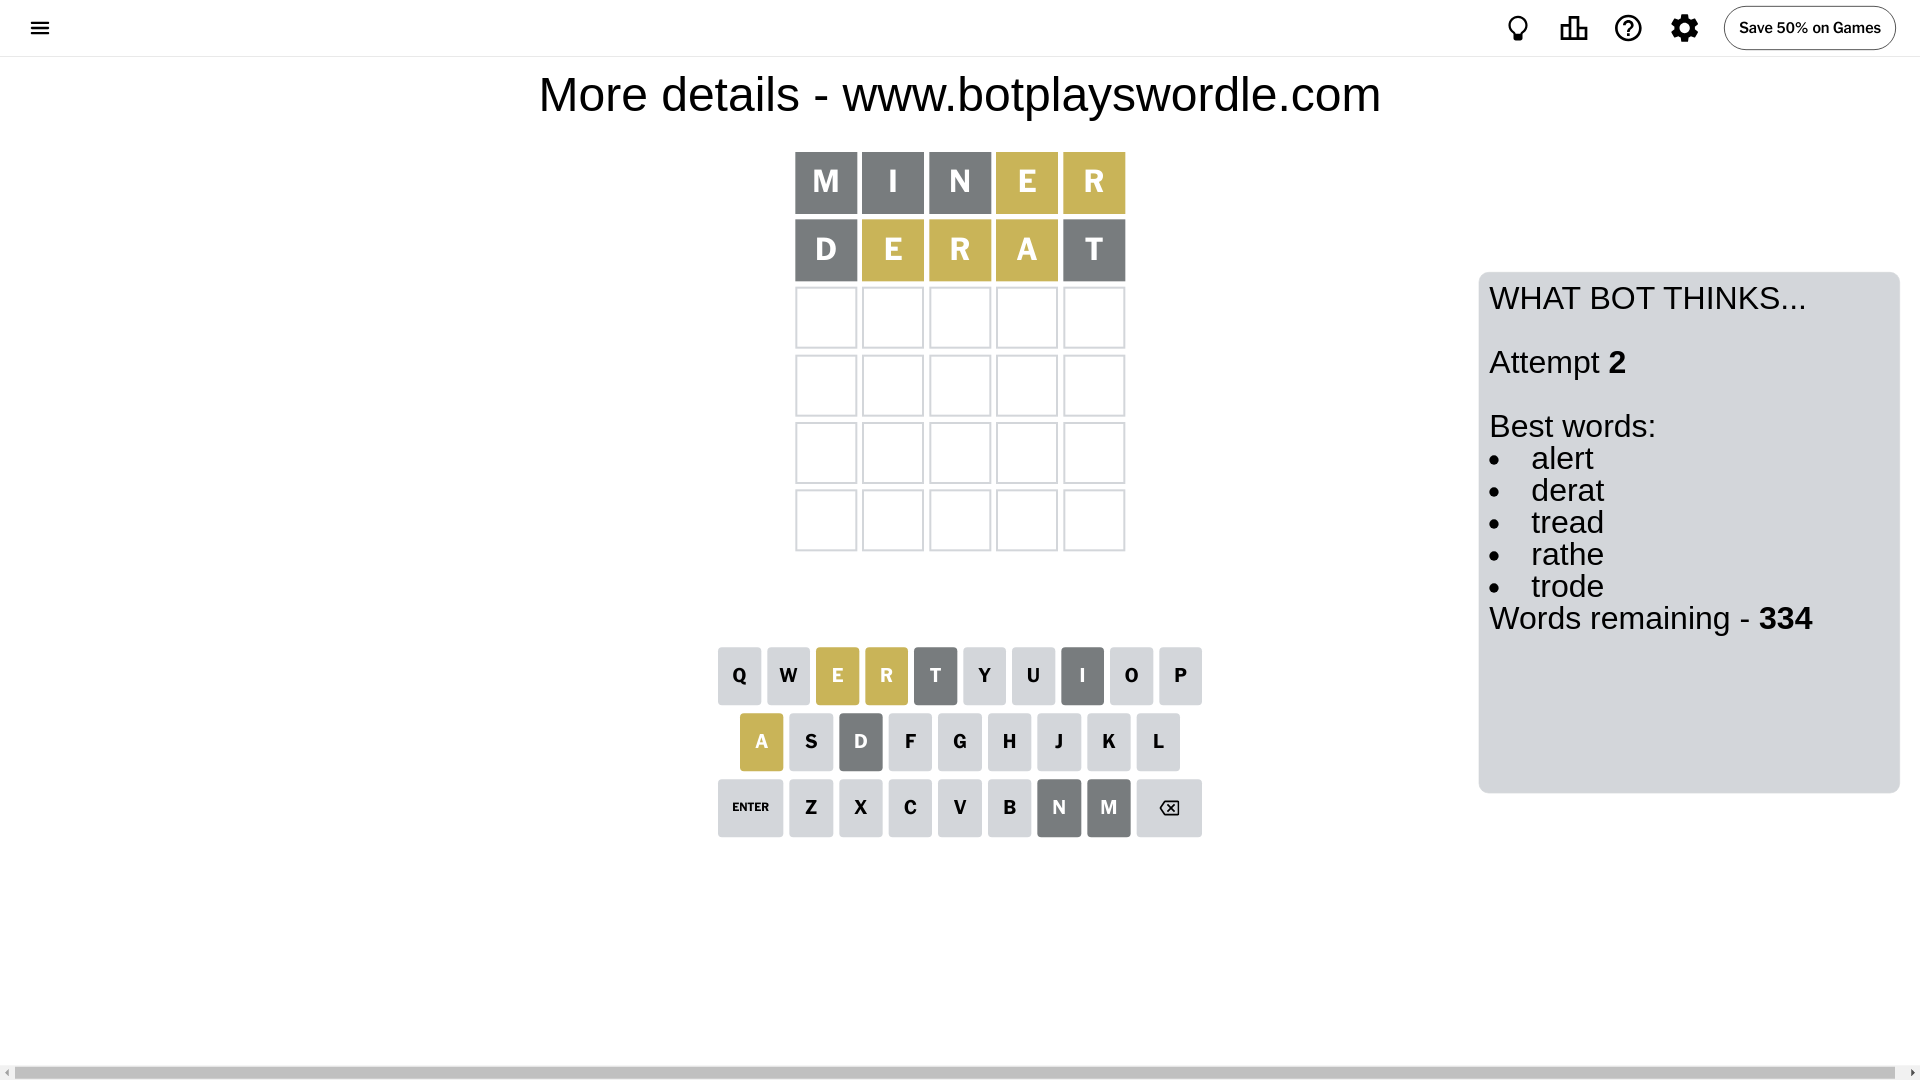 Save 50% on Games
More details - www.botplayswordle.com
M I N E R
D E R A T
WHAT BOT THINKS...
Attempt 2
Best words:
• alert
• derat
• tread
• rathe
• trode
Words remaining - 334
Q W E R T Y U I O P
A S D F G H J K L
ENTER Z X C V B N M